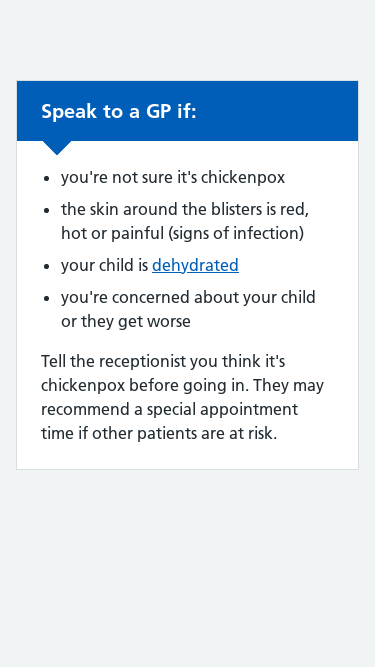 Speak to a GP if:
you're not sure it's chickenpox
the skin around the blisters is red,
hot or painful (signs of infection)
your child is dehydrated
you're concerned about your child
or they get worse
Tell the receptionist you think it's
chickenpox before going in. They may
recommend a special appointment
time if other patients are at risk.